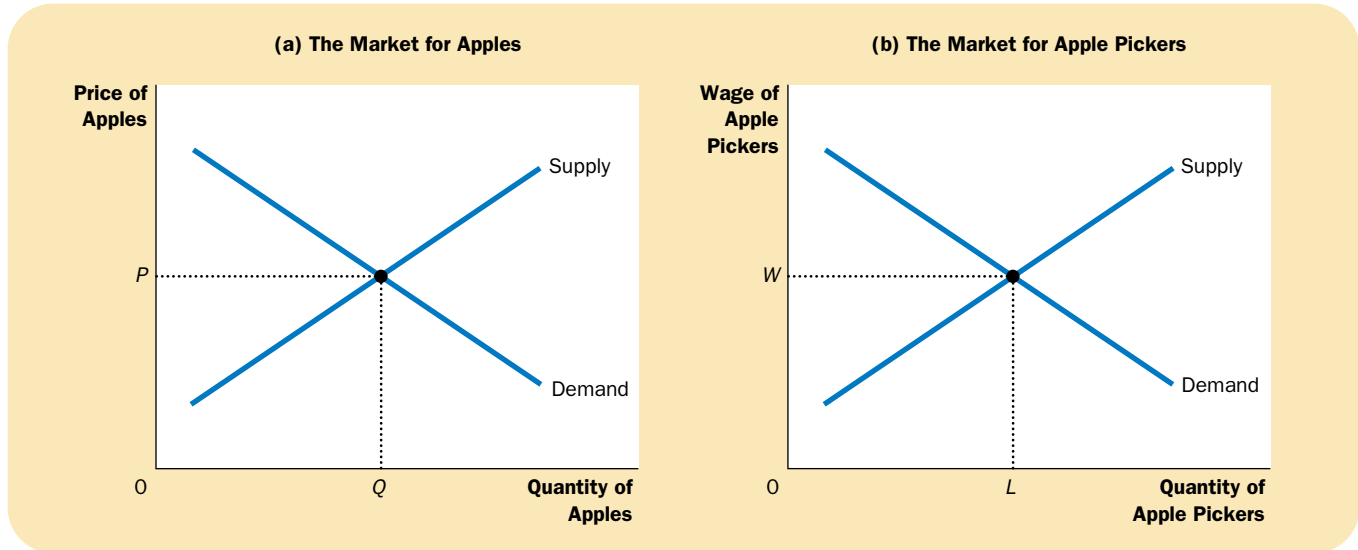 (a) The Market for Apples
Price of
Apples
Supply
P
Demand
0
Q
Quantity of
Apples
(b) The Market for Apple Pickers
Wage of
Apple
Pickers
Supply
W
Demand
0
L
Quantity of
Apple Pickers